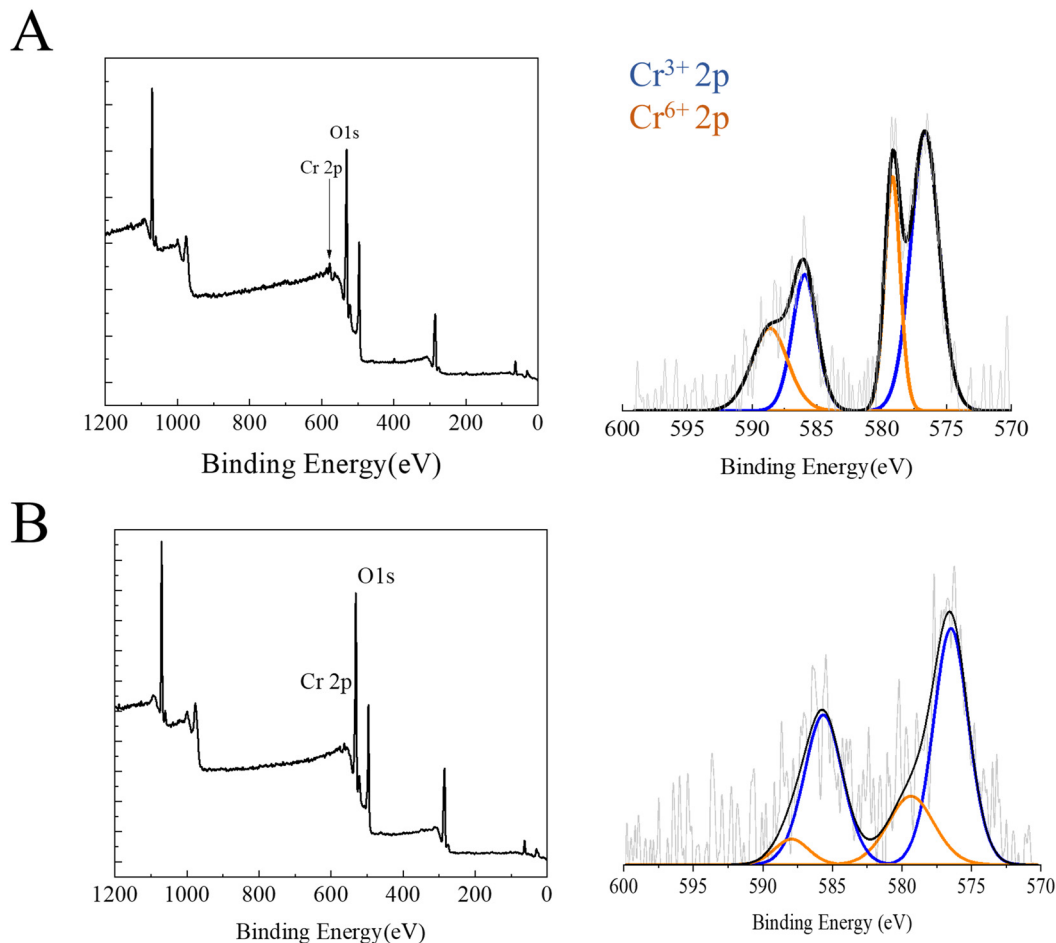 A
O1s
Cr 2p
1200 1000 800 600 400 200 0
Binding Energy(eV)
Cr³⁺ 2p
Cr⁶⁺ 2p
600 595 590 585 580 575 570
Binding Energy(eV)
B
O1s
Cr 2p
1200 1000 800 600 400 200 0
Binding Energy(eV)
600 595 590 585 580 575 570
Binding Energy (eV)